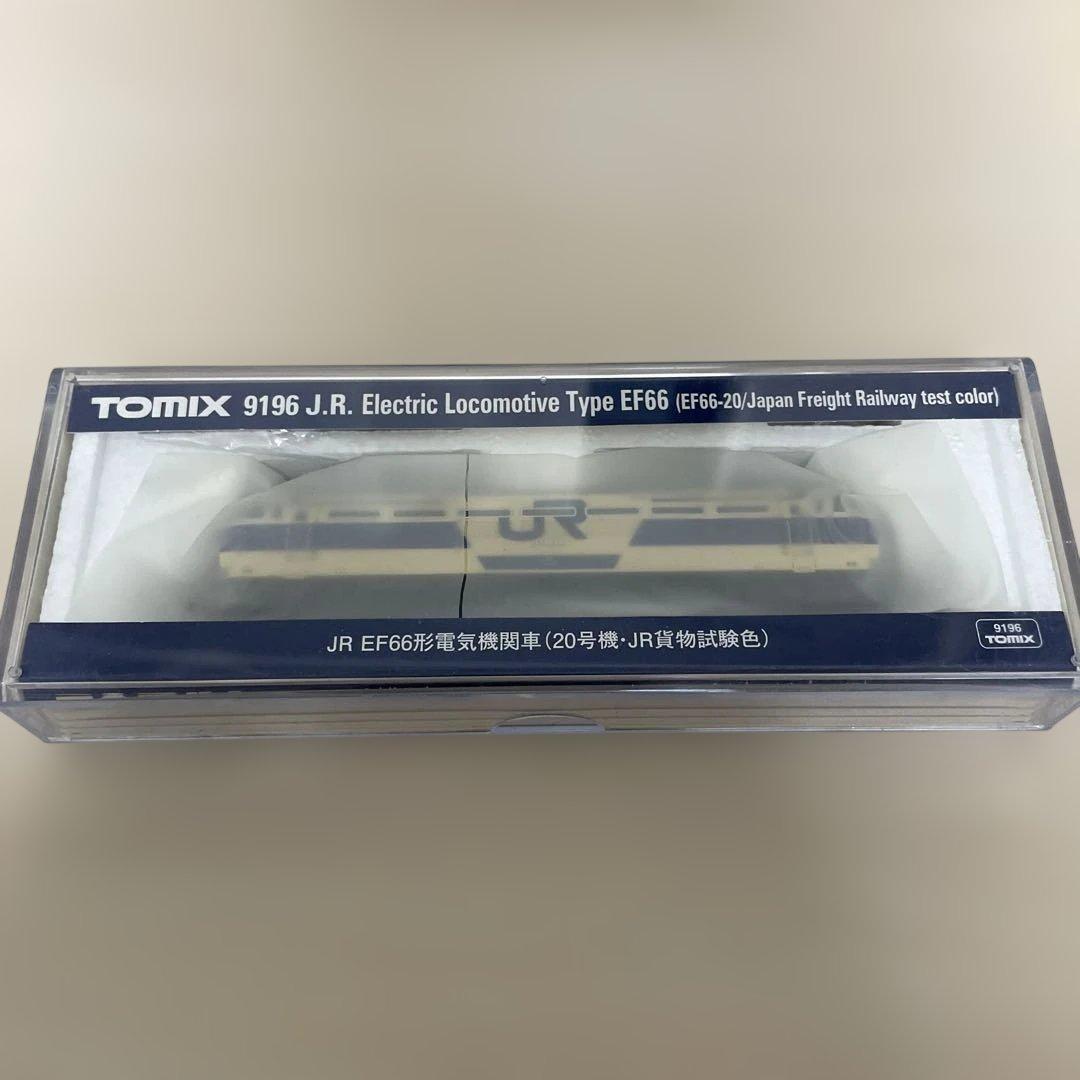 TOMIX 9196 J.R. Electric Locomotive Type EF66 (EF66-20/Japan Freight Railway test color)
JR
JR EF66形電気機関車(20号機・JR貨物試験色)
9196
TOMIX